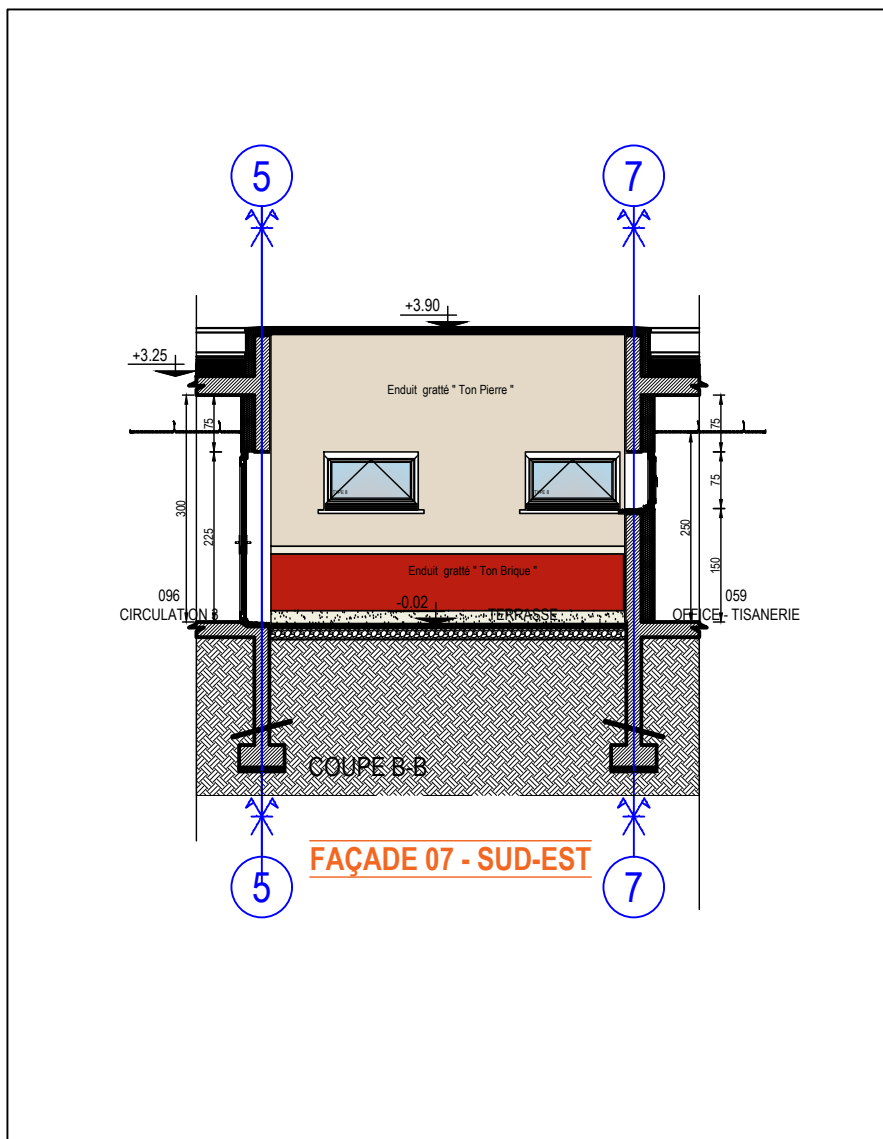 5
7
+3.90
+3.25
Enduit gratté " Ton Pierre "
75
75
300
225
75
250
150
Enduit gratté " Ton Brique "
096
CIRCULATION 3
-0.02
TERRASSE
059
OFFICE - TISANERIE
COUPE B-B
FAÇADE 07 - SUD-EST
5
7